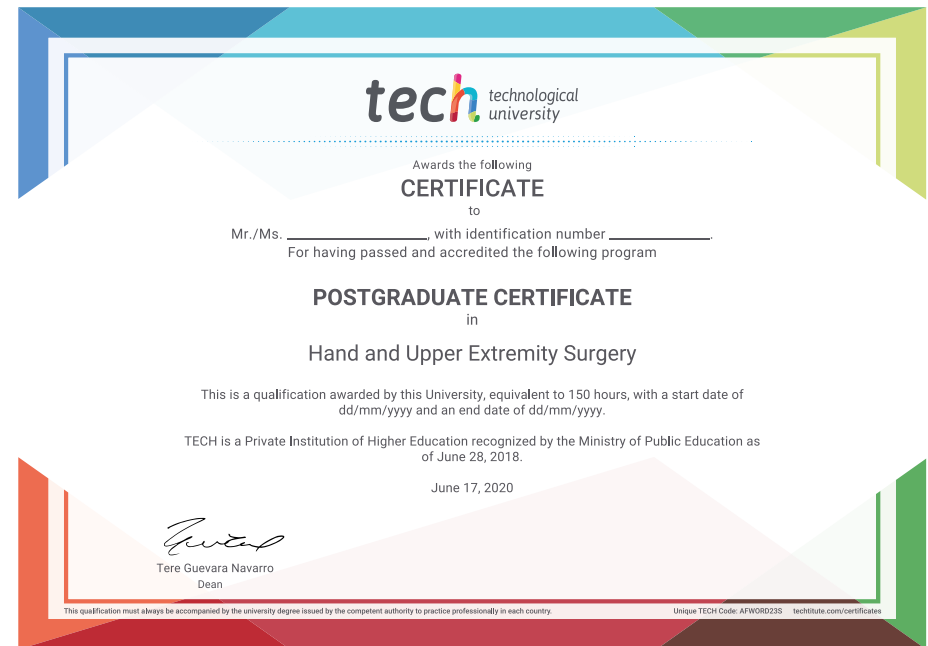 tech technological
university
Awards the following
CERTIFICATE
to
Mr./Ms. ____________________, with identification number ______________.
For having passed and accredited the following program
POSTGRADUATE CERTIFICATE
in
Hand and Upper Extremity Surgery
This is a qualification awarded by this University, equivalent to 150 hours, with a start date of
dd/mm/yyyy and an end date of dd/mm/yyyy.
TECH is a Private Institution of Higher Education recognized by the Ministry of Public Education as
of June 28, 2018.
June 17, 2020
Tere Guevara Navarro
Dean
This qualification must always be accompanied by the university degree issued by the competent authority to practice professionally in each country.
Unique TECH Code: AFWORD23S techtitute.com/certificates